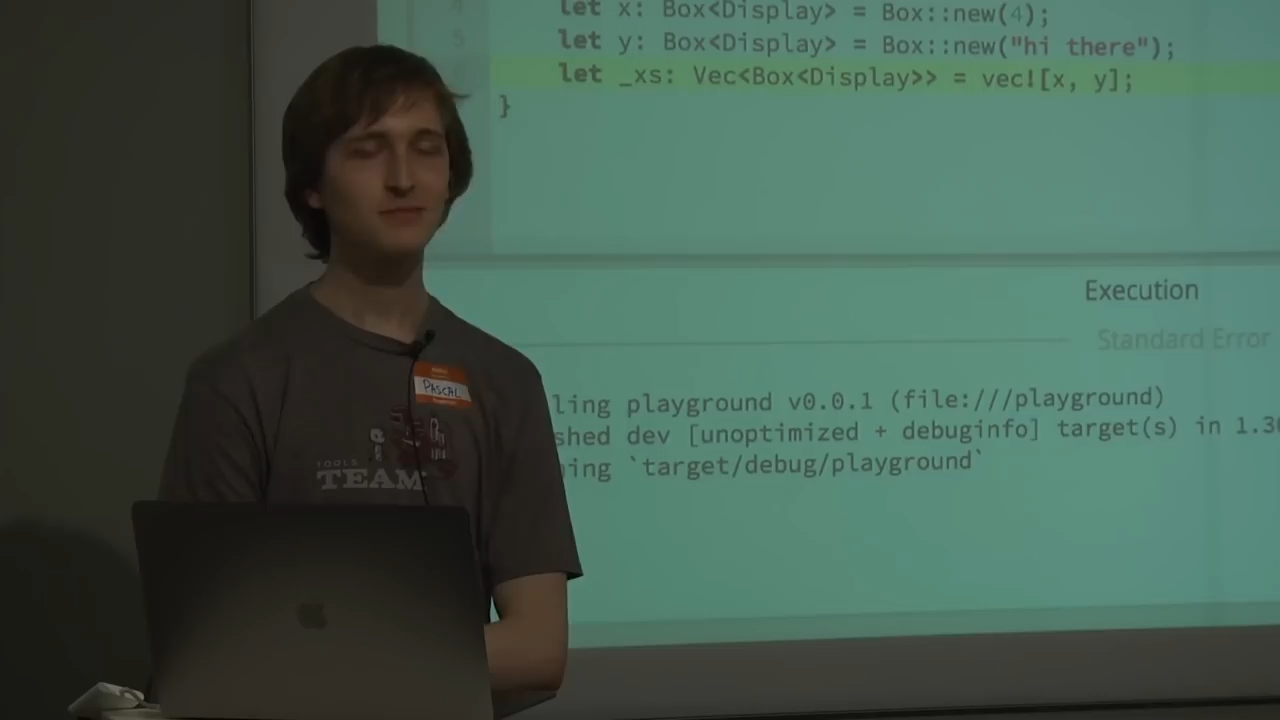 let x: Box<Display> = Box::new(4);
5 let y: Box<Display> = Box::new("hi there");
let _xs: Vec<Box<Display>> = vec![x, y];
}
Execution
Standard Error
ling playground v0.0.1 (file:///playground)
shed dev [unoptimized + debuginfo] target(s) in 1.30
ing `target/debug/playground`
PASCAL
TOOLS
TEAM